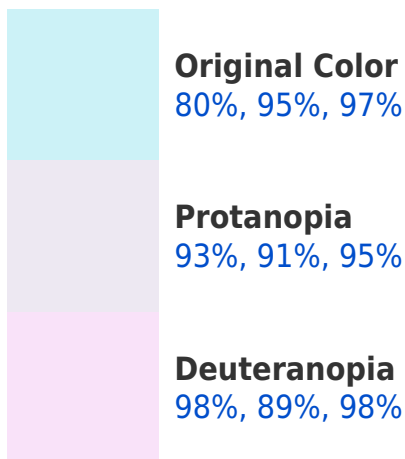 Original Color
80%, 95%, 97%
Protanopia
93%, 91%, 95%
Deuteranopia
98%, 89%, 98%